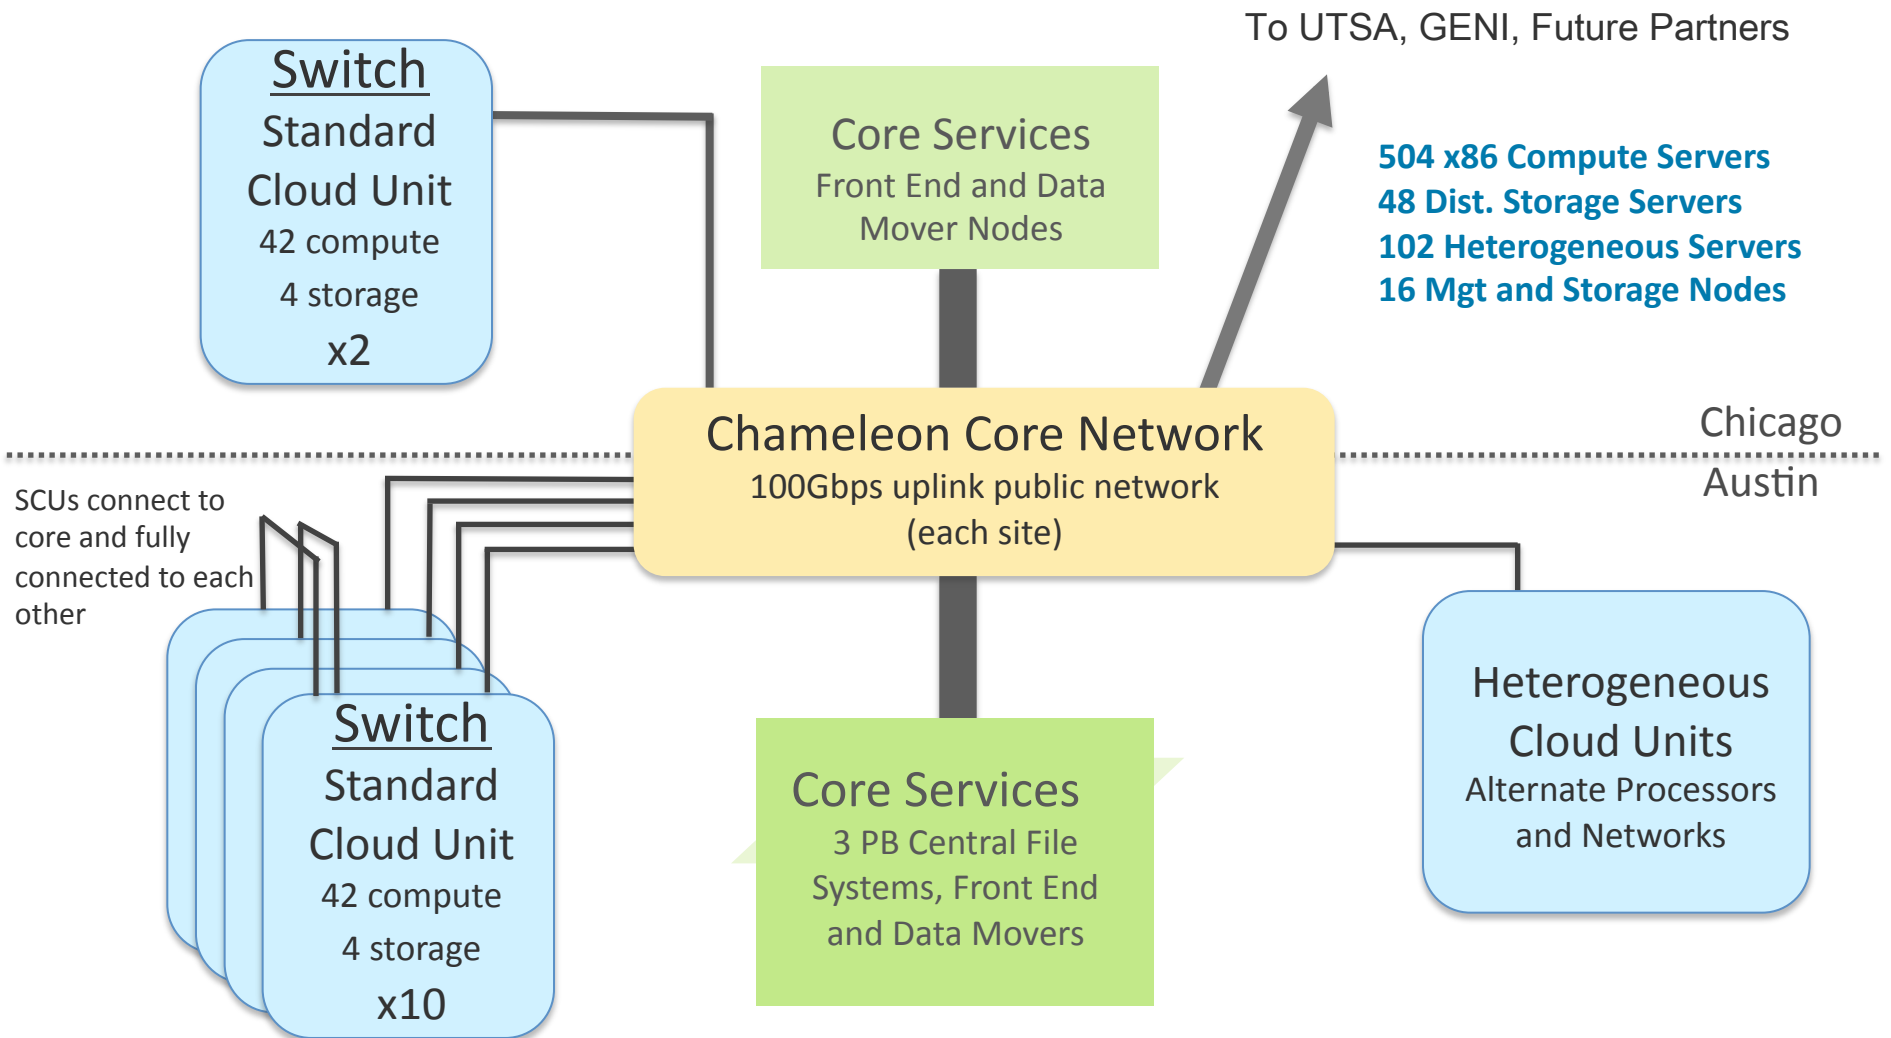 To UTSA, GENI, Future Partners
Switch
Standard
Cloud Unit
42 compute
4 storage
x2
Core Services
Front End and Data
Mover Nodes
504 x86 Compute Servers
48 Dist. Storage Servers
102 Heterogeneous Servers
16 Mgt and Storage Nodes
Chameleon Core Network
100Gbps uplink public network
(each site)
Chicago
Austin
SCUs connect to
core and fully
connected to each
other
Switch
Standard
Cloud Unit
42 compute
4 storage
x10
Core Services
3 PB Central File
Systems, Front End
and Data Movers
Heterogeneous
Cloud Units
Alternate Processors
and Networks